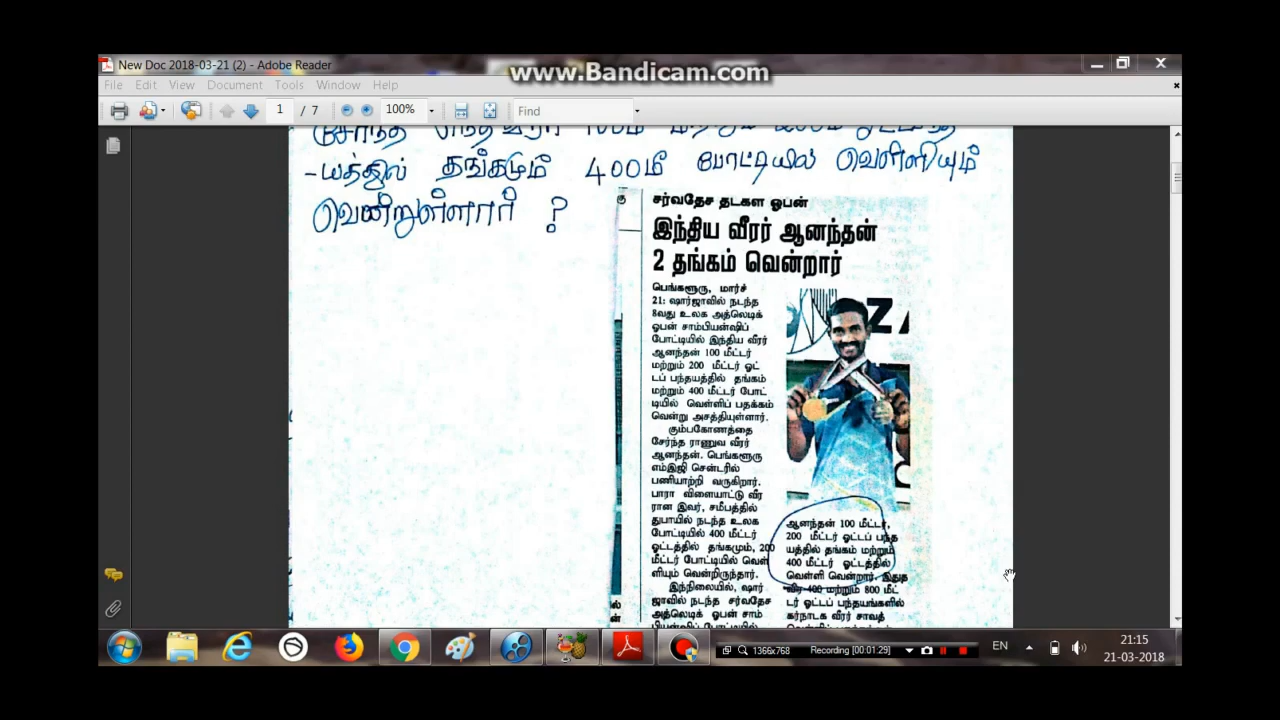 www.Bandicam.com
New Doc 2018-03-21 (2) - Adobe Reader
File Edit View Document Tools Window Help
1 / 7 100% Find
-யத்தில் தங்கமும் 400மீ போட்டியில் வெள்ளியும்
வென்றுள்ளார் ?
சர்வதேச தடகள ஓபன்
இந்திய வீரர் ஆனந்தன்
2 தங்கம் வென்றார்
பெங்களூரு, மார்ச்
21: ஷார்ஜாவில் நடந்த
8வது உலக அத்லெடிக்
ஓபன் சாம்பியன்ஷிப்
போட்டியில் இந்திய வீரர்
ஆனந்தன் 100 மீட்டர்
மற்றும் 200 மீட்டர் ஓட்
டப் பந்தயத்தில் தங்கம்
மற்றும் 400 மீட்டர் போட்
டியில் வெள்ளிப் பதக்கம்
வென்று அசத்தியுள்ளார்.
கும்பகோணத்தை
சேர்ந்த ராணுவ வீரர்
ஆனந்தன். பெங்களூரு
எம்இஜி சென்டரில்
பணியாற்றி வருகிறார்.
பாரா விளையாட்டு வீர
ரான இவர், சமீபத்தில்
துபாயில் நடந்த உலக
போட்டியில் 400 மீட்டர்
ஓட்டத்தில் தங்கமும், 200
மீட்டர் போட்டியில் வெள்
ளியும் வென்றிருந்தார்.
இந்நிலையில், ஷார்
ஜாவில் நடந்த சர்வதேச
அத்லெடிக் ஓபன் சாம்
ஆனந்தன் 100 மீட்டர்,
200 மீட்டர் ஓட்டப் பந்த
யத்தில் தங்கம் மற்றும்
400 மீட்டர் ஓட்டத்தில்
வெள்ளி வென்றார். இதுத
விர 400 மற்றும் 800 மீட்
டர் ஓட்டப் பந்தயங்களில்
கர்நாடக வீரர் சாவத்
1366x768 Recording [00:01:29]
EN
21:15
21-03-2018